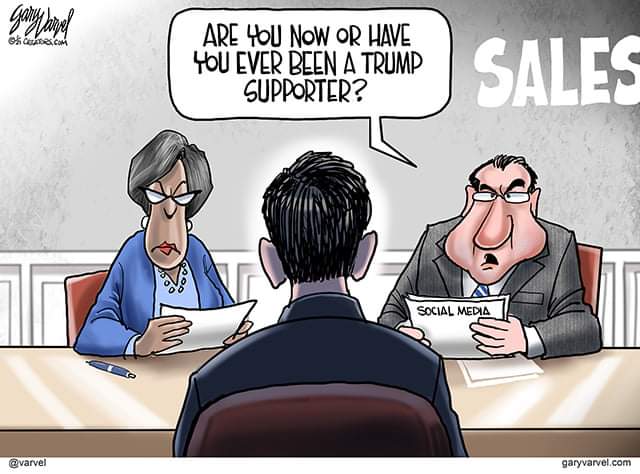 Gary Varvel
© CREATORS.COM
ARE YOU NOW OR HAVE
YOU EVER BEEN A TRUMP
SUPPORTER?
SALES
SOCIAL MEDIA
@varvel
garyvarvel.com